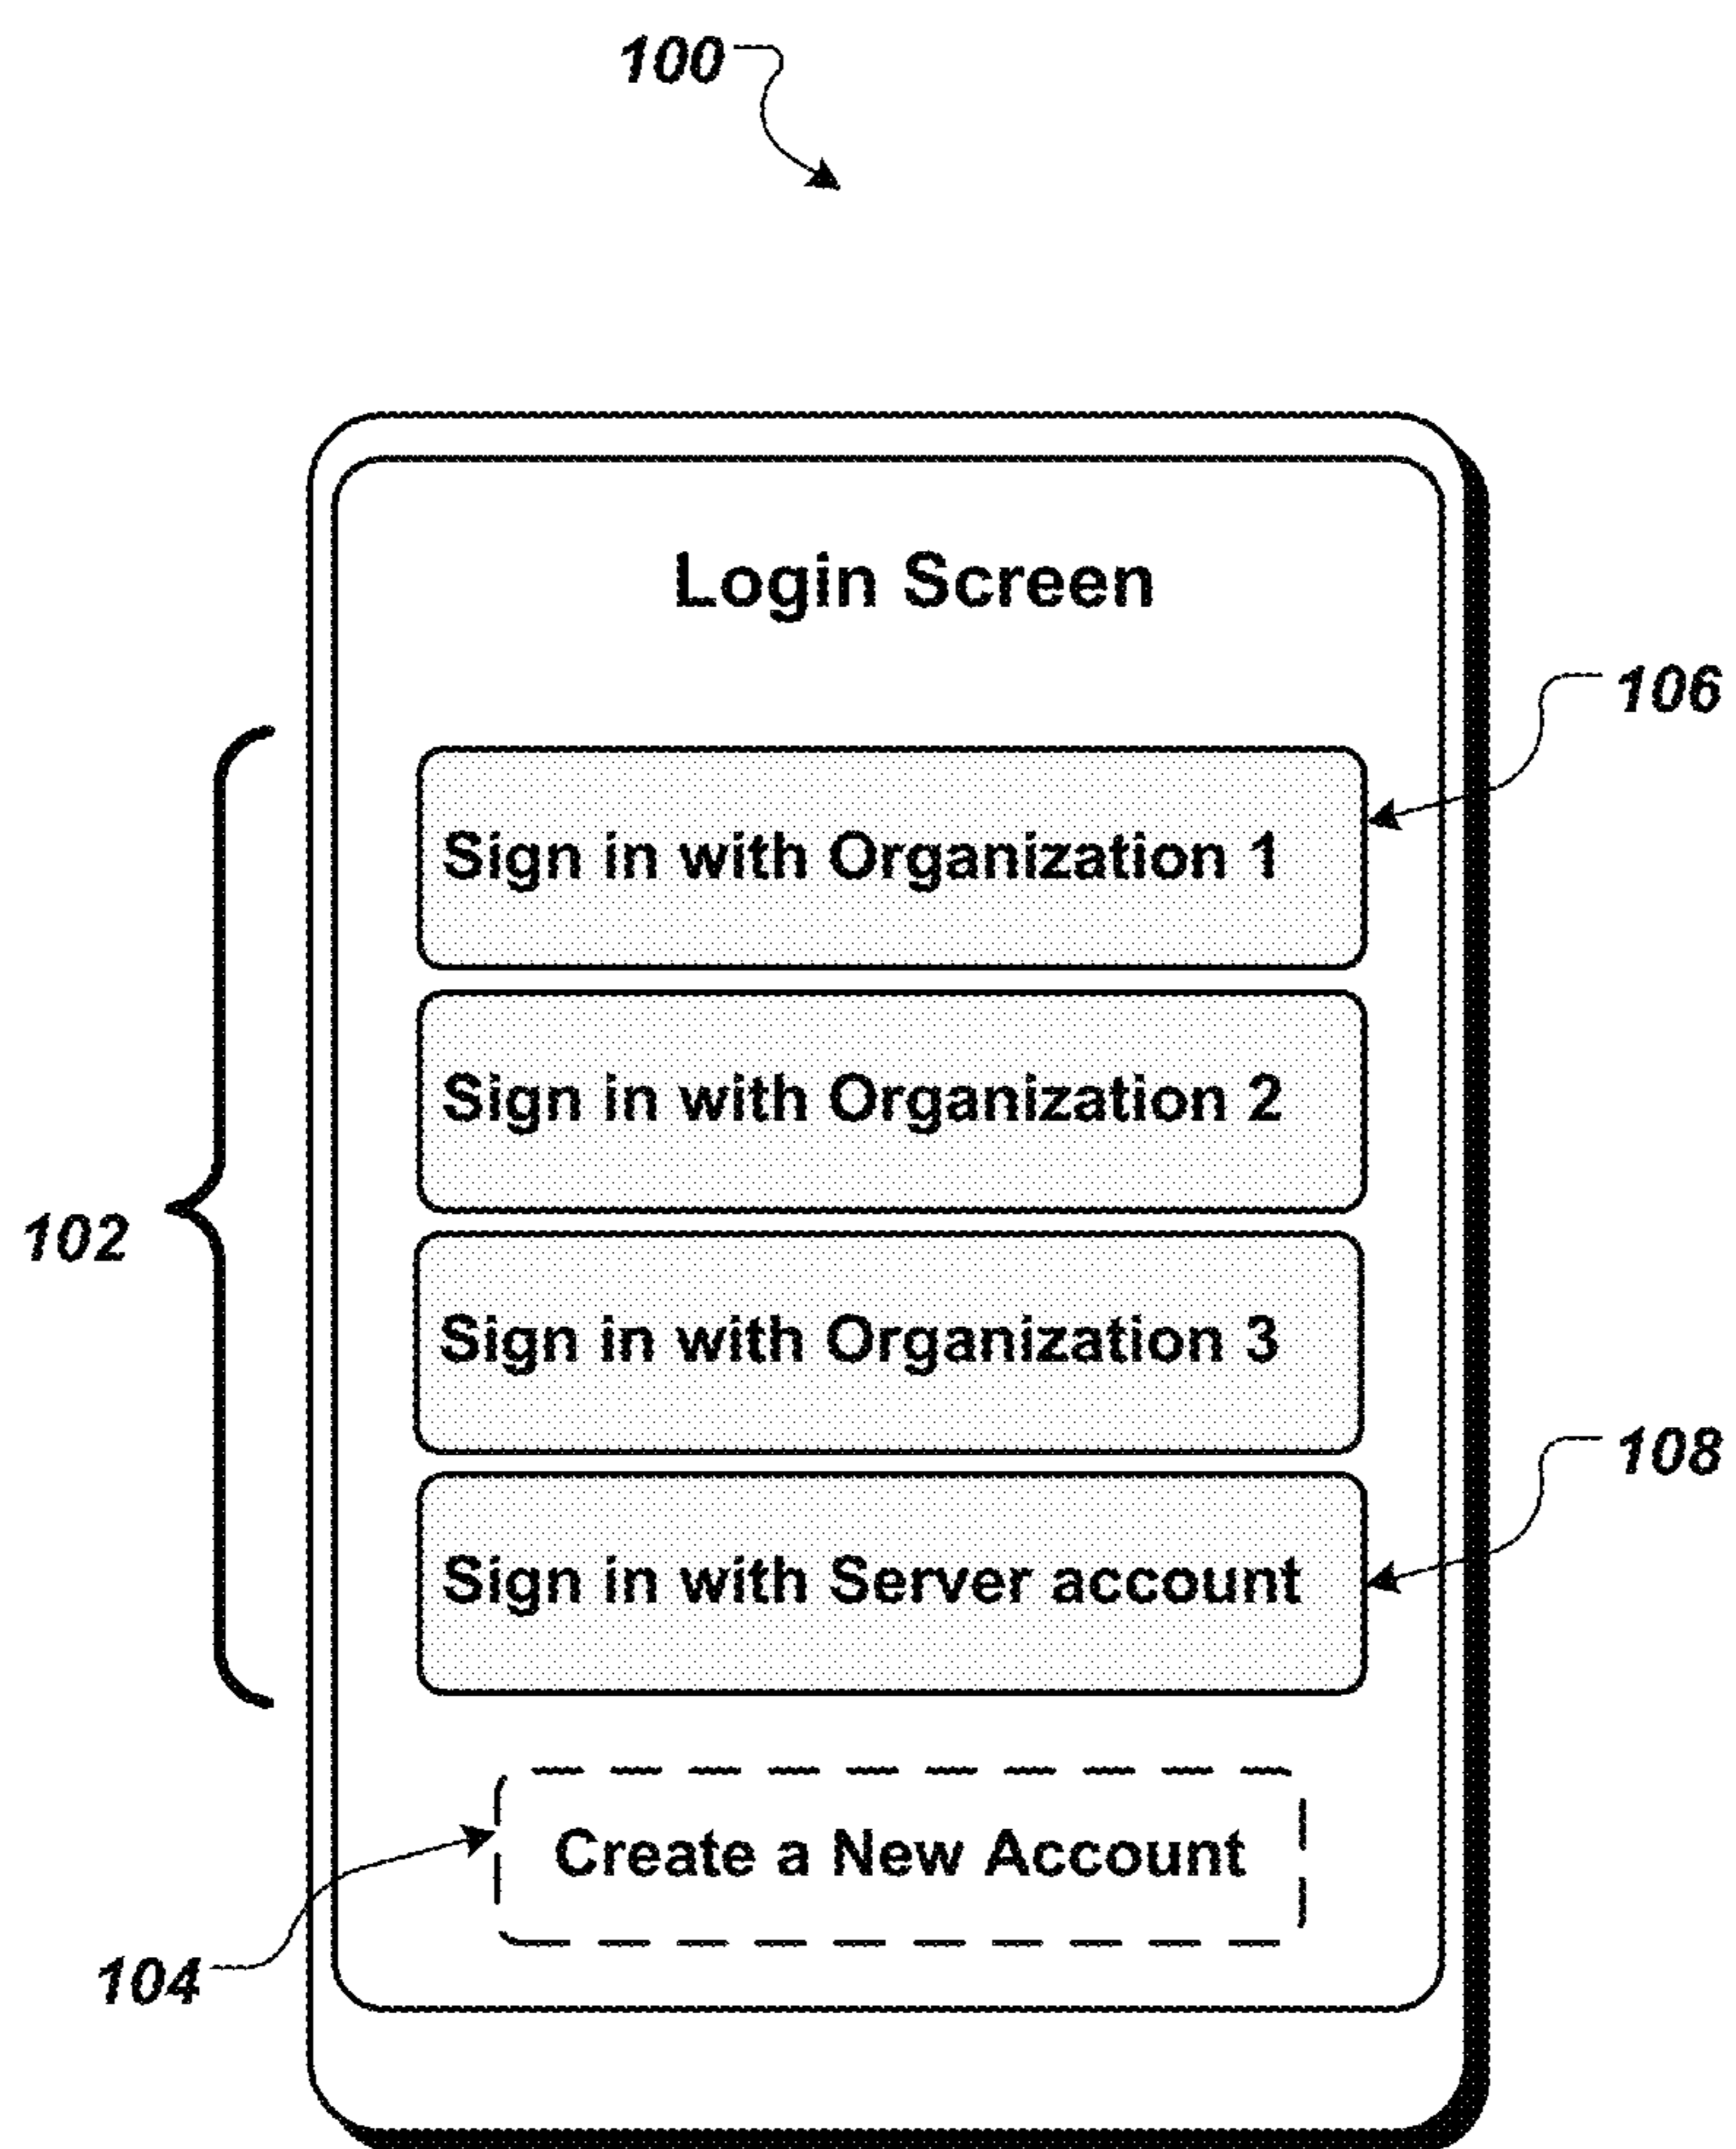 100
Login Screen
106
Sign in with Organization 1
Sign in with Organization 2
102
Sign in with Organization 3
108
Sign in with Server account
Create a New Account
104